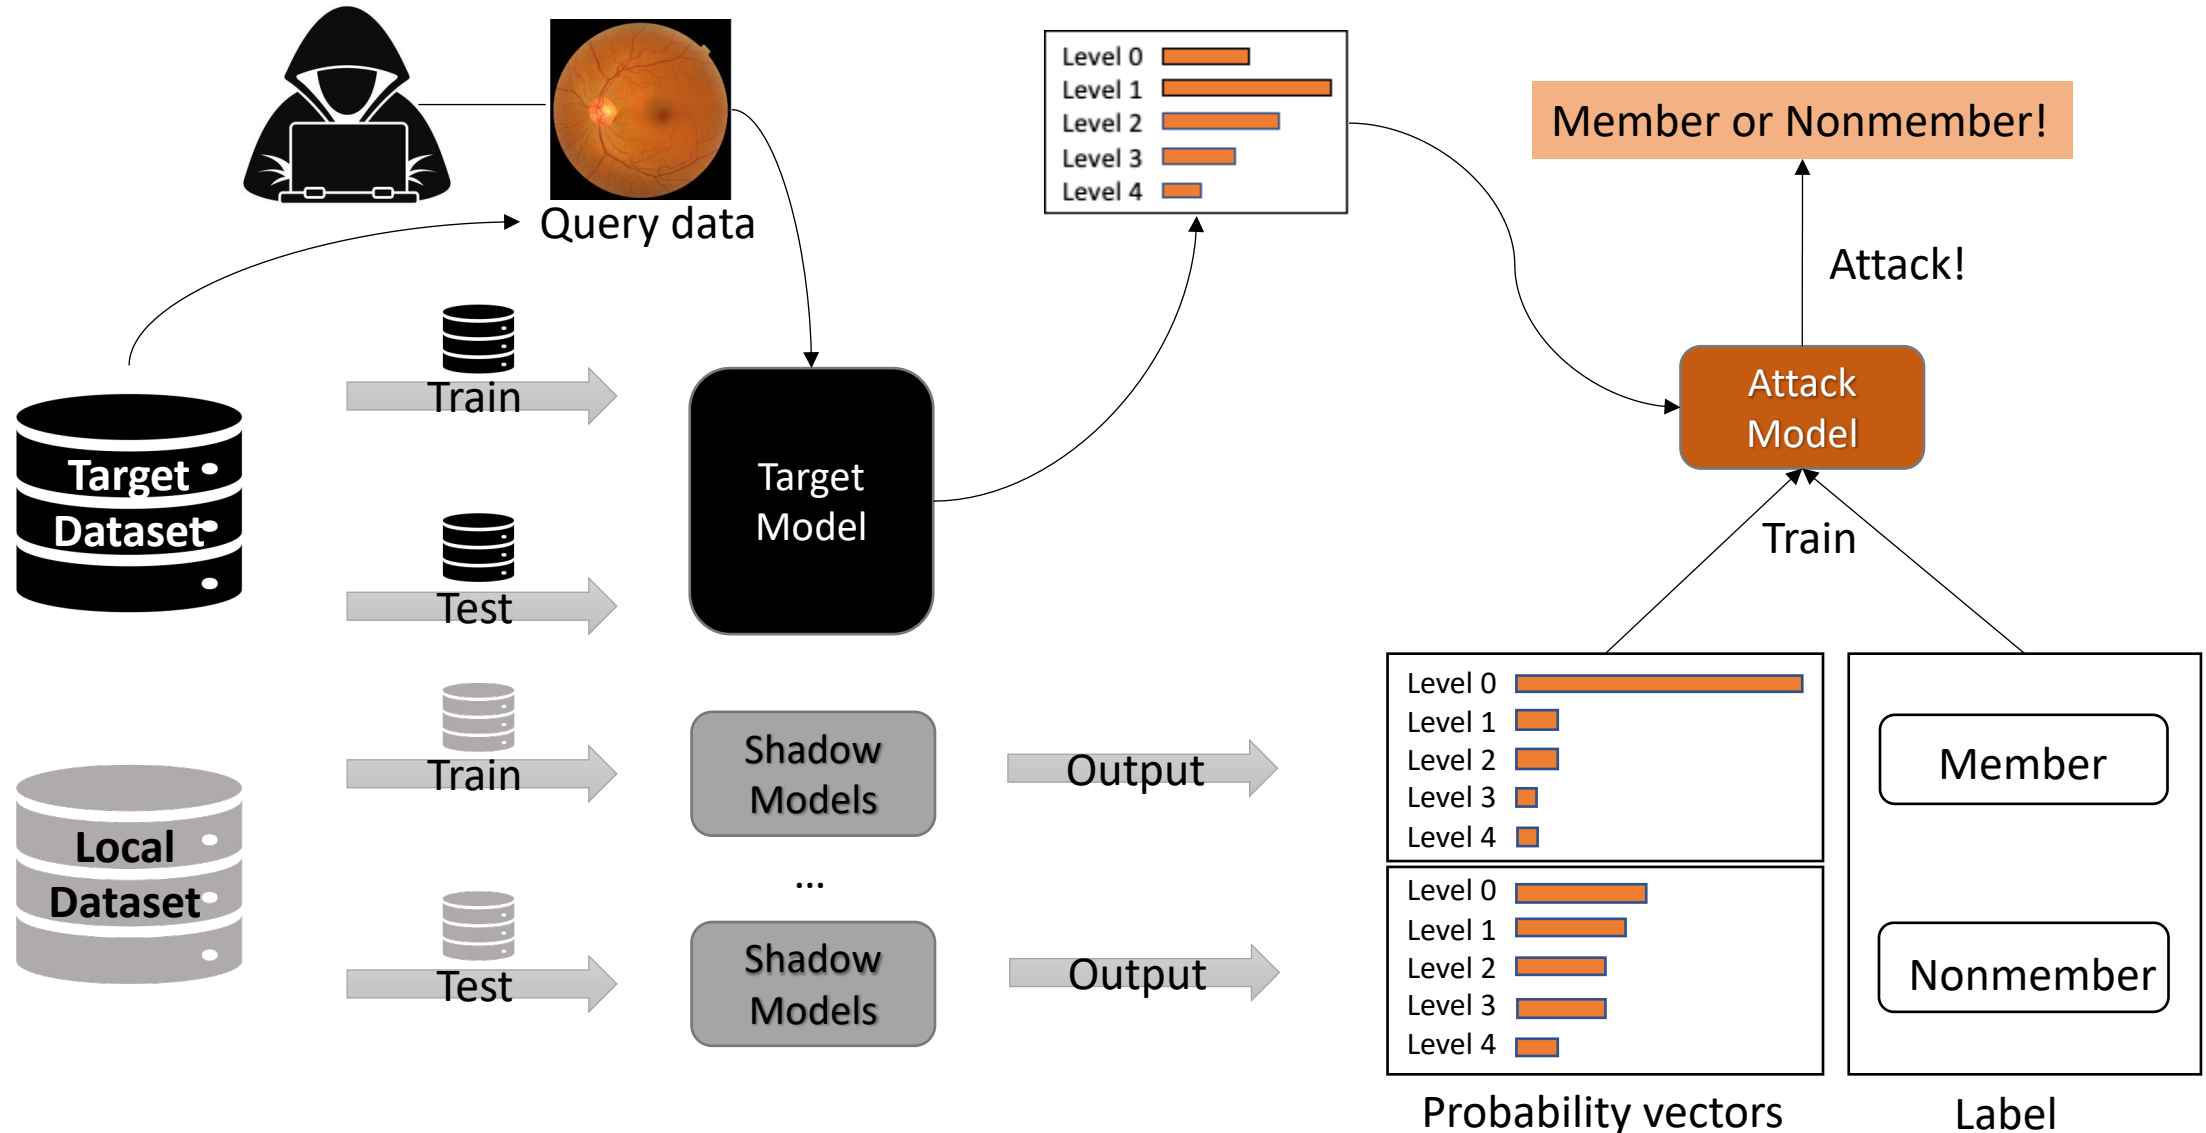 Query data
Level 0
Level 1
Level 2
Level 3
Level 4
Member or Nonmember!
Attack!
Train
Target
Dataset
Target
Model
Attack
Model
Train
Test
Train
Local
Dataset
Shadow
Models
Output
...
Test
Shadow
Models
Output
Level 0
Level 1
Level 2
Level 3
Level 4
Level 0
Level 1
Level 2
Level 3
Level 4
Member
Nonmember
Probability vectors
Label